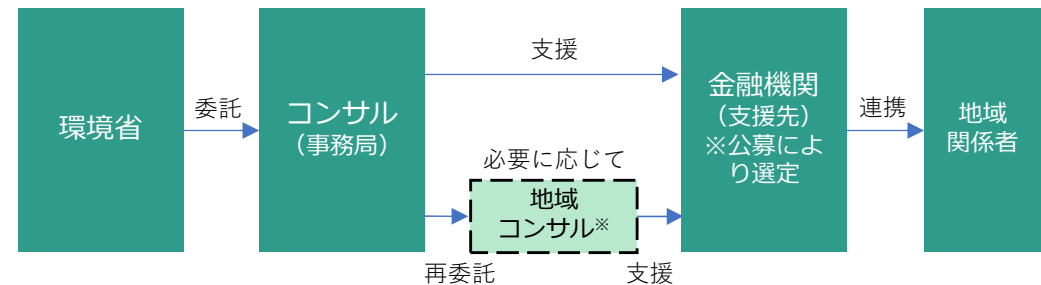 環境省
委託
コンサル
（事務局）
支援
必要に応じて
地域
コンサル※
再委託
支援
金融機関
（支援先）
※公募によ
り選定
連携
地域
関係者